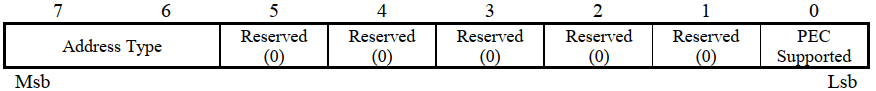 7 6 5 4 3 2 1 0
Address Type Reserved (0) Reserved (0) Reserved (0) Reserved (0) Reserved (0) PEC Supported
Msb Lsb